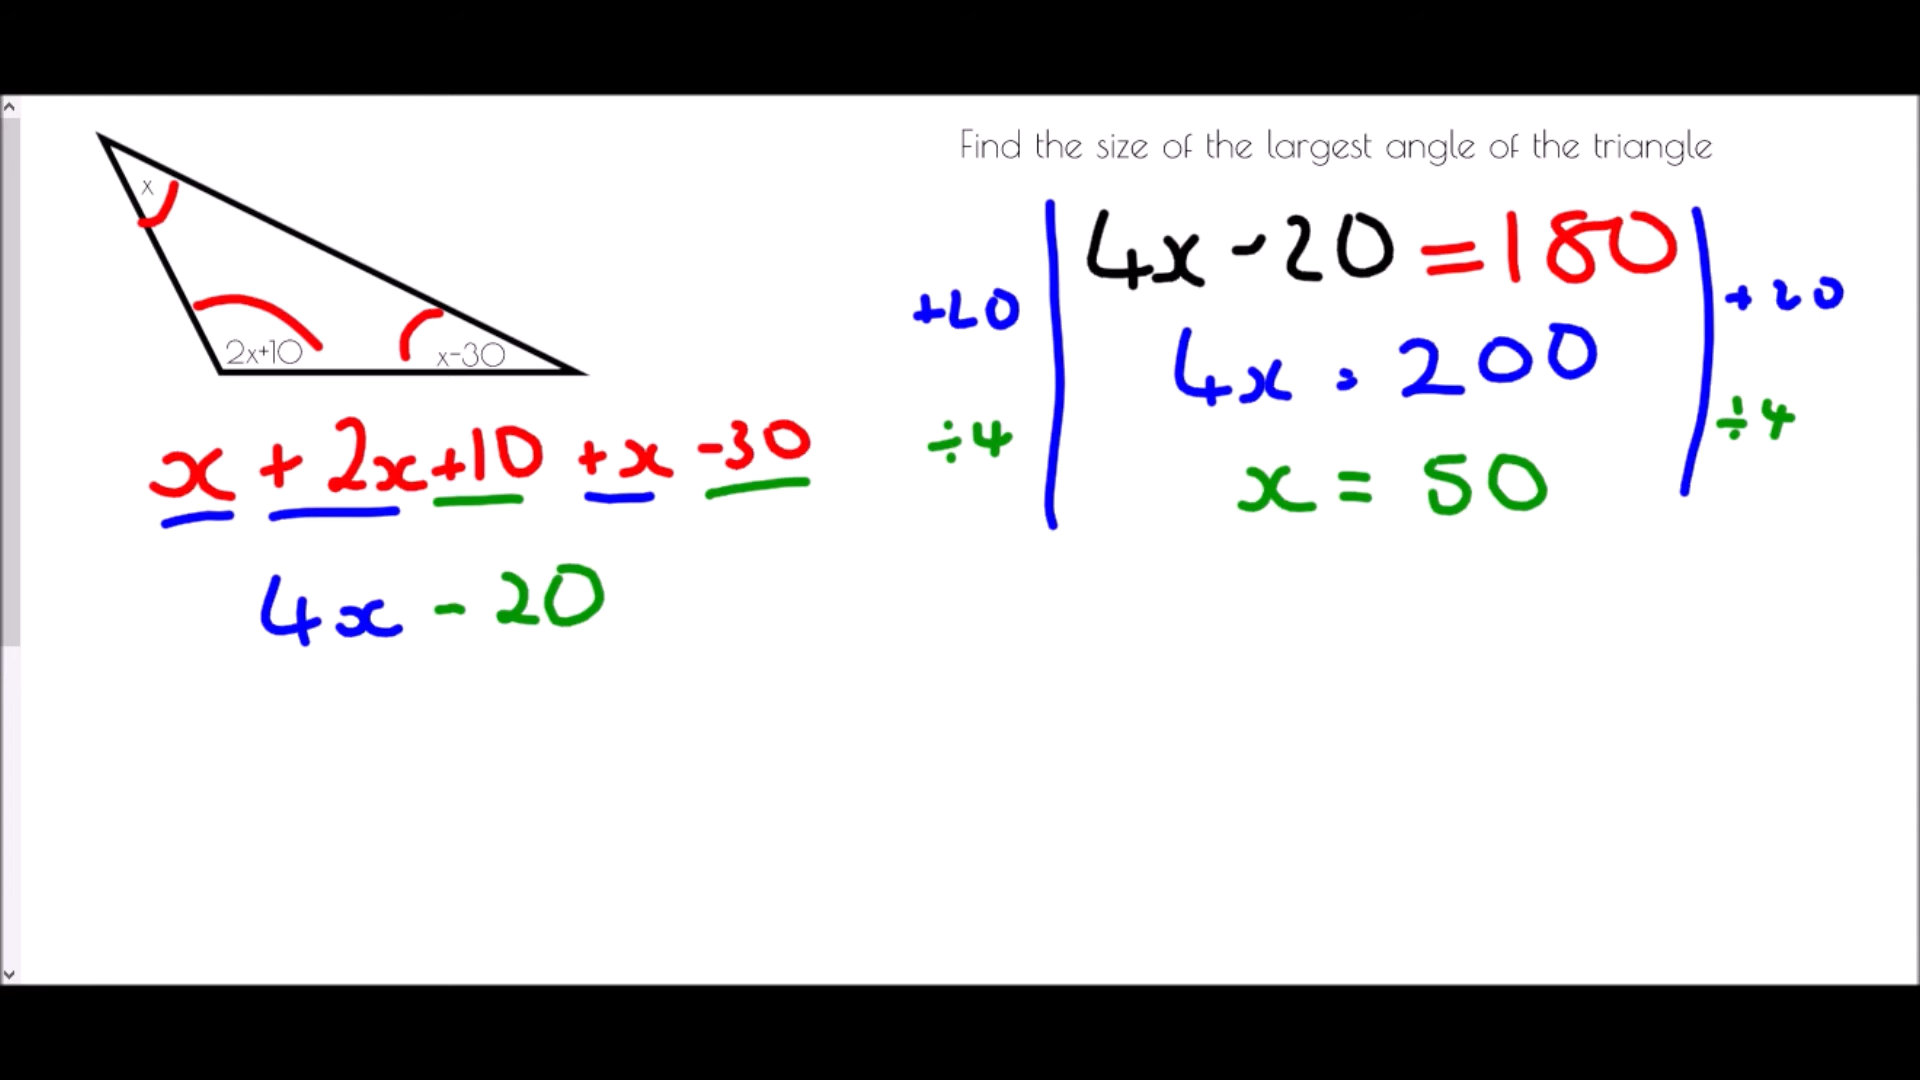 Find the size of the largest angle of the triangle
x
2x+10
x-30
x + 2x+10 +x -30
4x - 20
4x - 20 = 180
+20
+20
4x = 200
÷4
÷4
x = 50